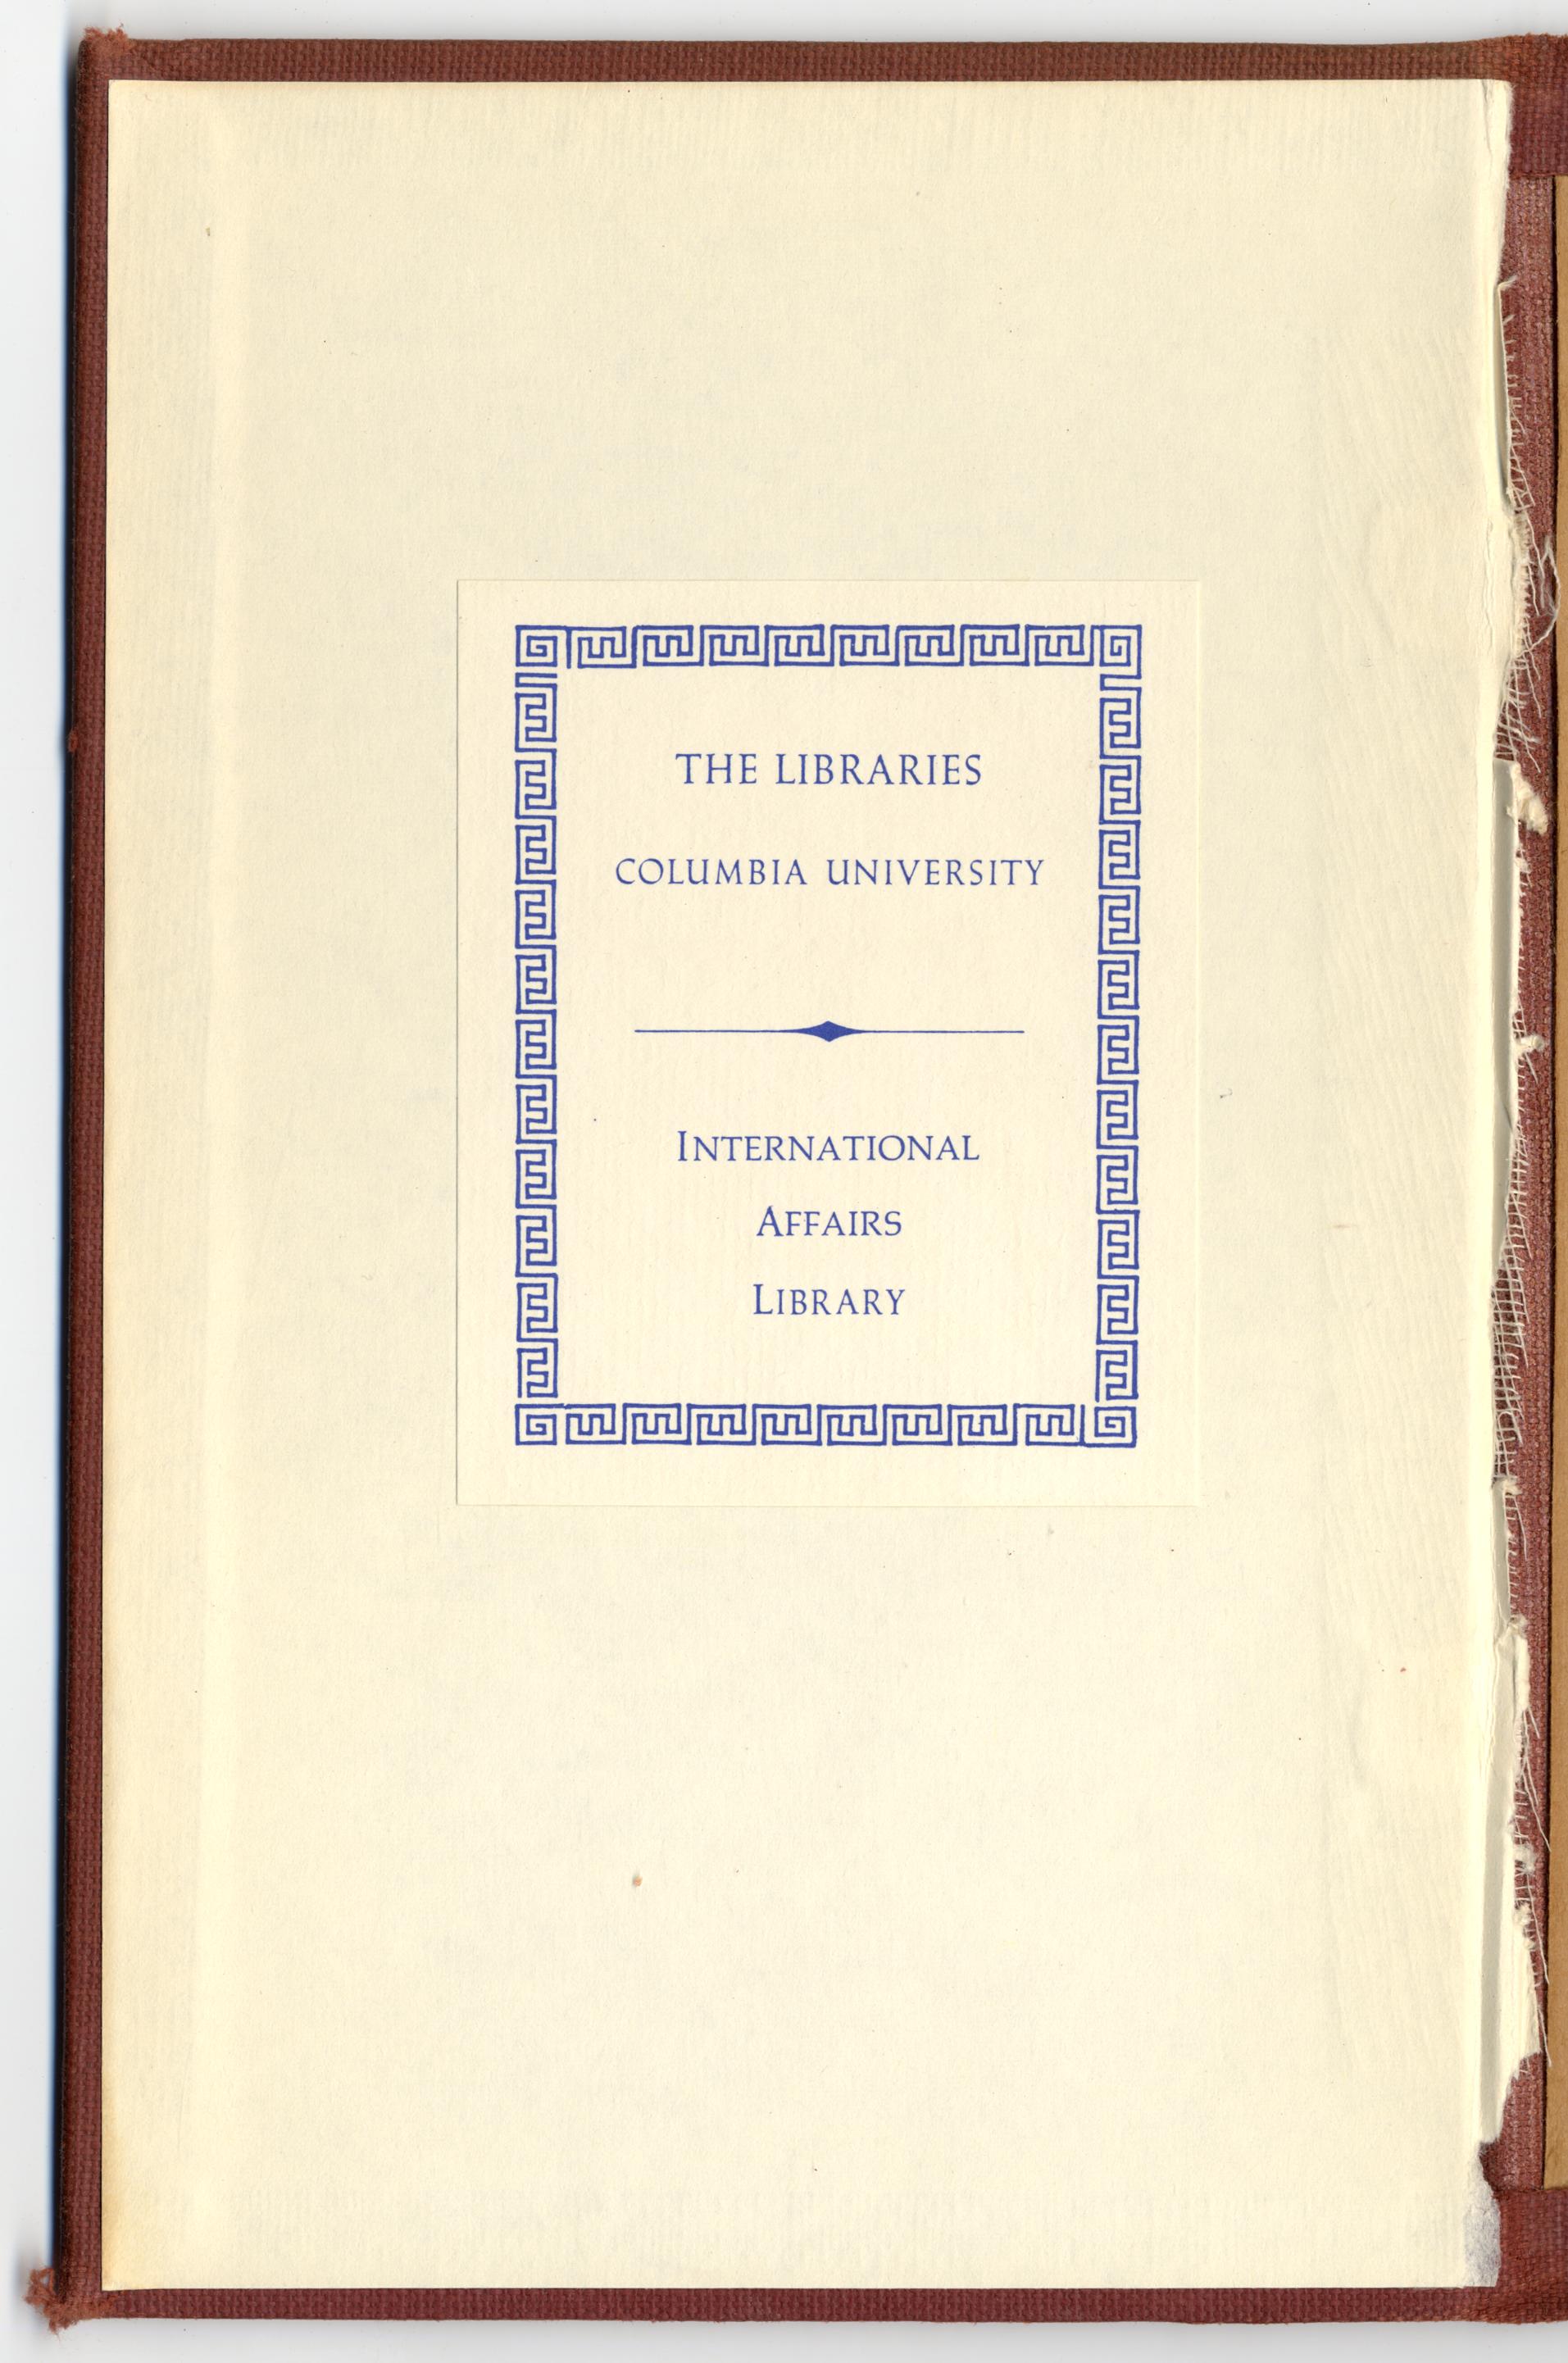 THE LIBRARIES
COLUMBIA UNIVERSITY
INTERNATIONAL
AFFAIRS
LIBRARY